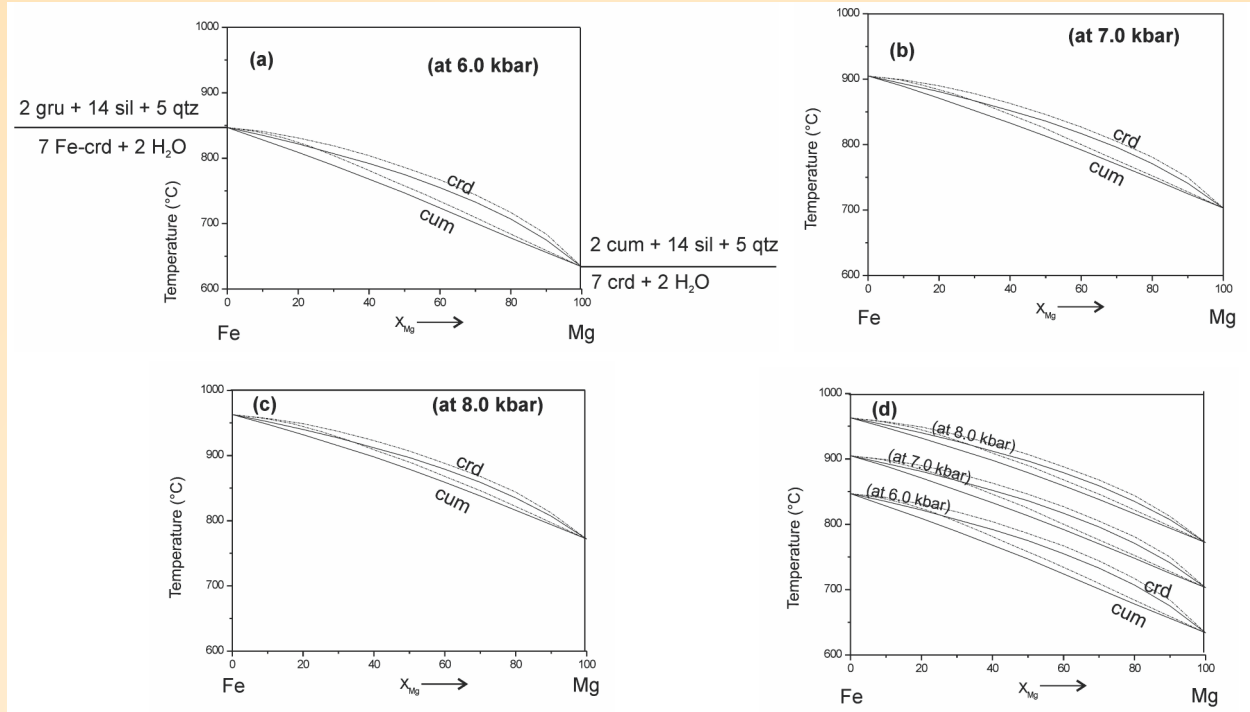 (a)
(at 6.0 kbar)
1000
900
800
700
600
2 gru + 14 sil + 5 qtz
7 Fe-crd + 2 H₂O
Temperature (°C)
crd
cum
2 cum + 14 sil + 5 qtz
7 crd + 2 H₂O
0 20 40 60 80 100
X_Mg
Fe Mg
(b)
(at 7.0 kbar)
1000
900
800
700
600
Temperature (°C)
crd
cum
0 20 40 60 80 100
X_Mg
Fe Mg
(c)
(at 8.0 kbar)
1000
900
800
700
600
Temperature (°C)
crd
cum
0 20 40 60 80 100
X_Mg
Fe Mg
(d)
1000
900
800
700
600
Temperature (°C)
(at 8.0 kbar)
(at 7.0 kbar)
(at 6.0 kbar)
crd
cum
0 20 40 60 80 100
X_Mg
Fe Mg